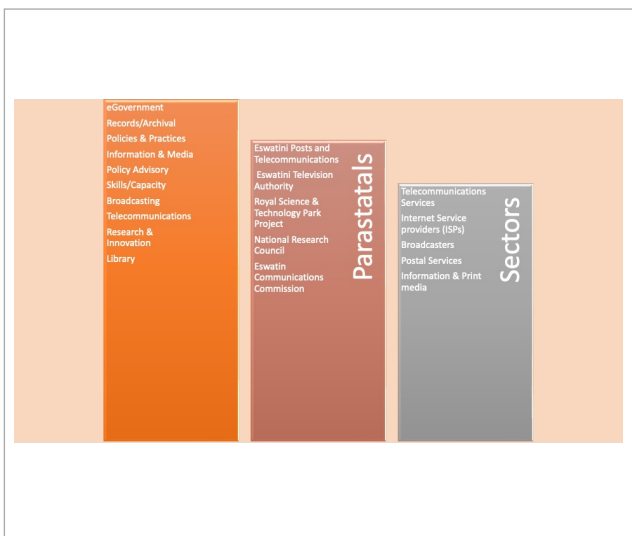 eGovernment
Records/Archival
Policies & Practices
Information & Media
Policy Advisory
Skills/Capacity
Broadcasting
Telecommunications
Research &
Innovation
Library
Eswatini Posts and
Telecommunications
Eswatini Television
Authority
Royal Science &
Technology Park
Project
National Research
Council
Eswatin
Communications
Commission
Parastatals
Telecommunications
Services
Internet Service
providers (ISPs)
Broadcasters
Postal Services
Information & Print
media
Sectors